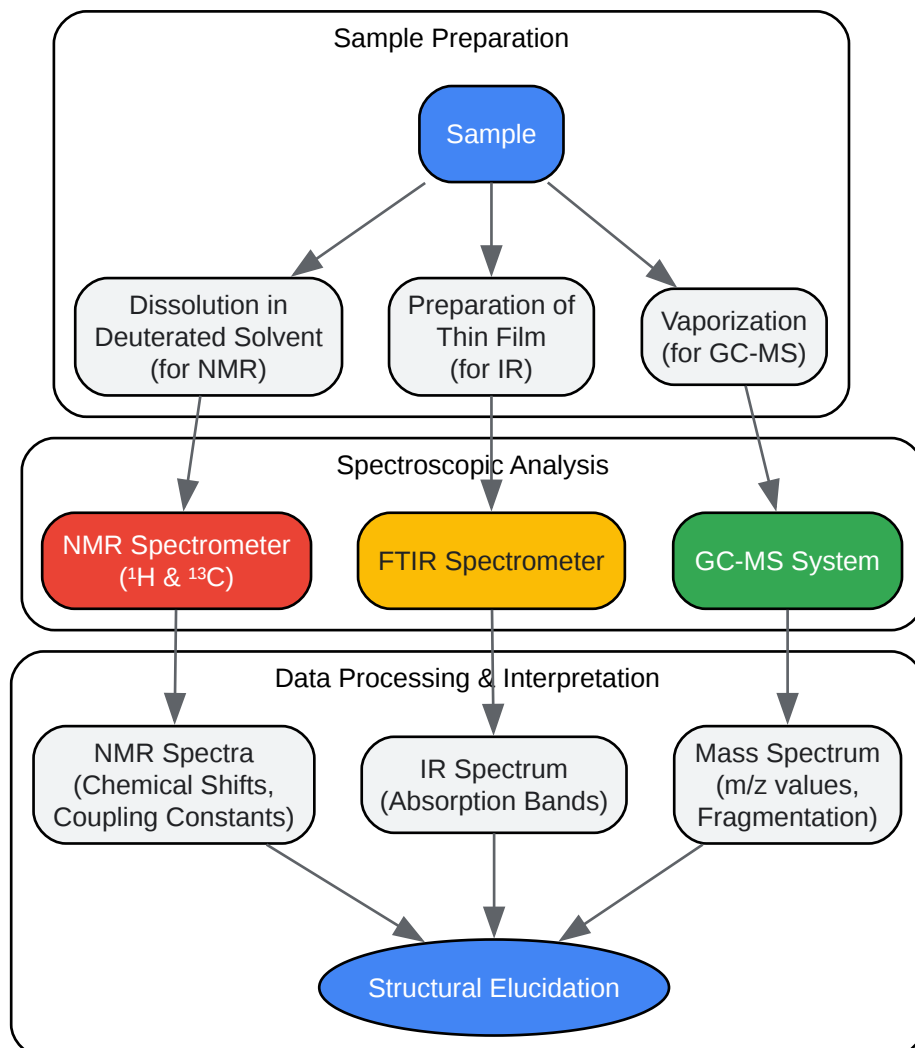 Sample Preparation
Sample
Dissolution in
Deuterated Solvent
(for NMR)
Preparation of
Thin Film
(for IR)
Vaporization
(for GC-MS)
Spectroscopic Analysis
NMR Spectrometer
(¹H & ¹³C)
FTIR Spectrometer
GC-MS System
Data Processing & Interpretation
NMR Spectra
(Chemical Shifts,
Coupling Constants)
IR Spectrum
(Absorption Bands)
Mass Spectrum
(m/z values,
Fragmentation)
Structural Elucidation